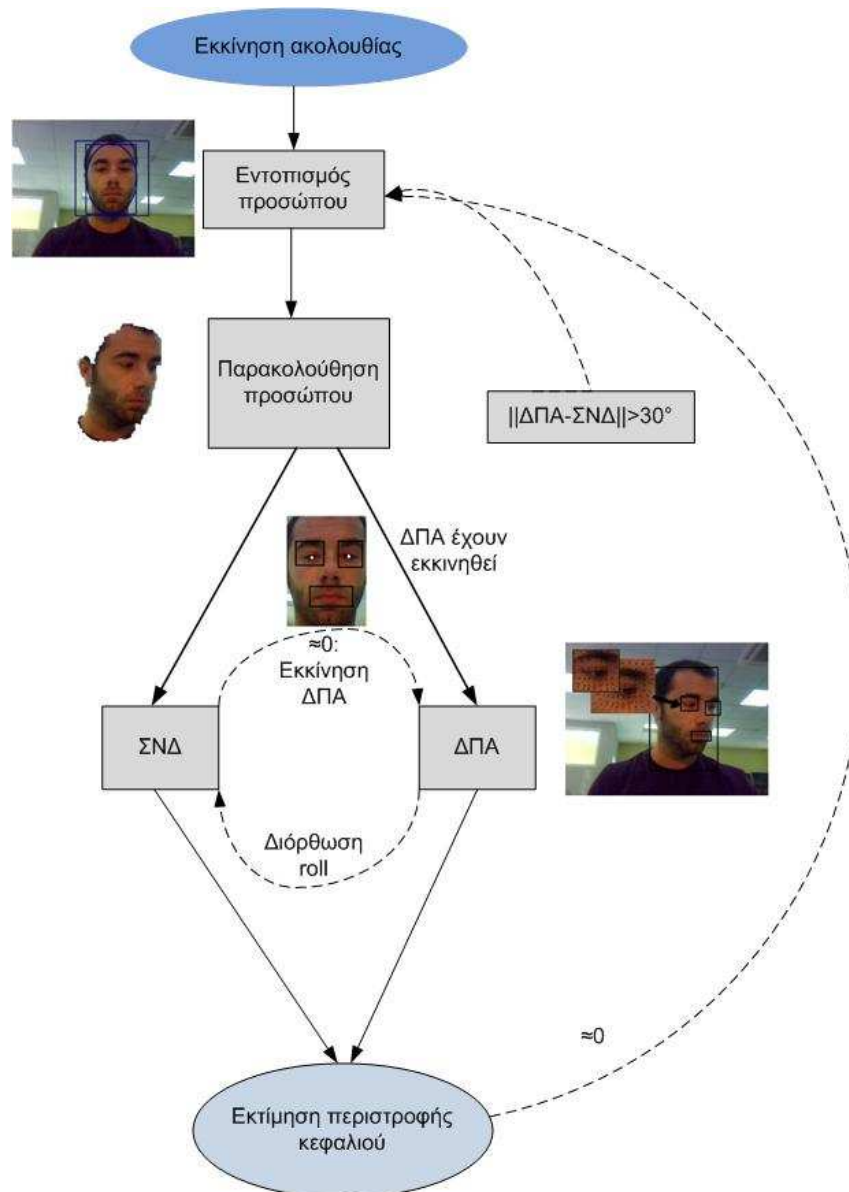 Εκκίνηση ακολουθίας
Εντοπισμός
προσώπου
Παρακολούθηση
προσώπου
||ΔΠΑ-ΣΝΔ||>30°
ΔΠΑ έχουν
εκκινηθεί
≈0:
Εκκίνηση
ΔΠΑ
ΣΝΔ
ΔΠΑ
Διόρθωση
roll
≈0
Εκτίμηση περιστροφής
κεφαλιού